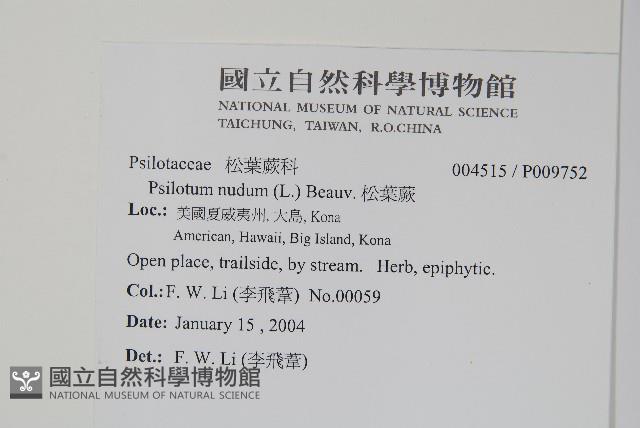 國立自然科學博物館
NATIONAL MUSEUM OF NATURAL SCIENCE
TAICHUNG, TAIWAN, R.O.CHINA
Psilotaceae 松葉蕨科 004515 / P009752
Psilotum nudum (L.) Beauv. 松葉蕨
Loc.: 美國夏威夷州, 大島, Kona
American, Hawaii, Big Island, Kona
Open place, trailside, by stream. Herb, epiphytic.
Col.: F. W. Li (李飛葦) No.00059
Date: January 15 , 2004
Det.: F. W. Li (李飛葦)
國立自然科學博物館
NATIONAL MUSEUM OF NATURAL SCIENCE